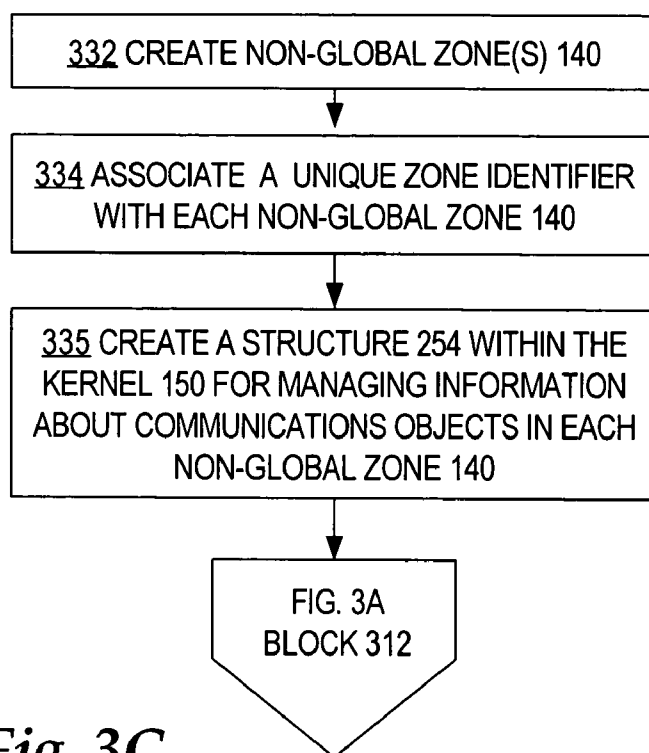 332 CREATE NON-GLOBAL ZONE(S) 140
334 ASSOCIATE A UNIQUE ZONE IDENTIFIER
WITH EACH NON-GLOBAL ZONE 140
335 CREATE A STRUCTURE 254 WITHIN THE
KERNEL 150 FOR MANAGING INFORMATION
ABOUT COMMUNICATIONS OBJECTS IN EACH
NON-GLOBAL ZONE 140
FIG. 3A
BLOCK 312
Fig. 3C